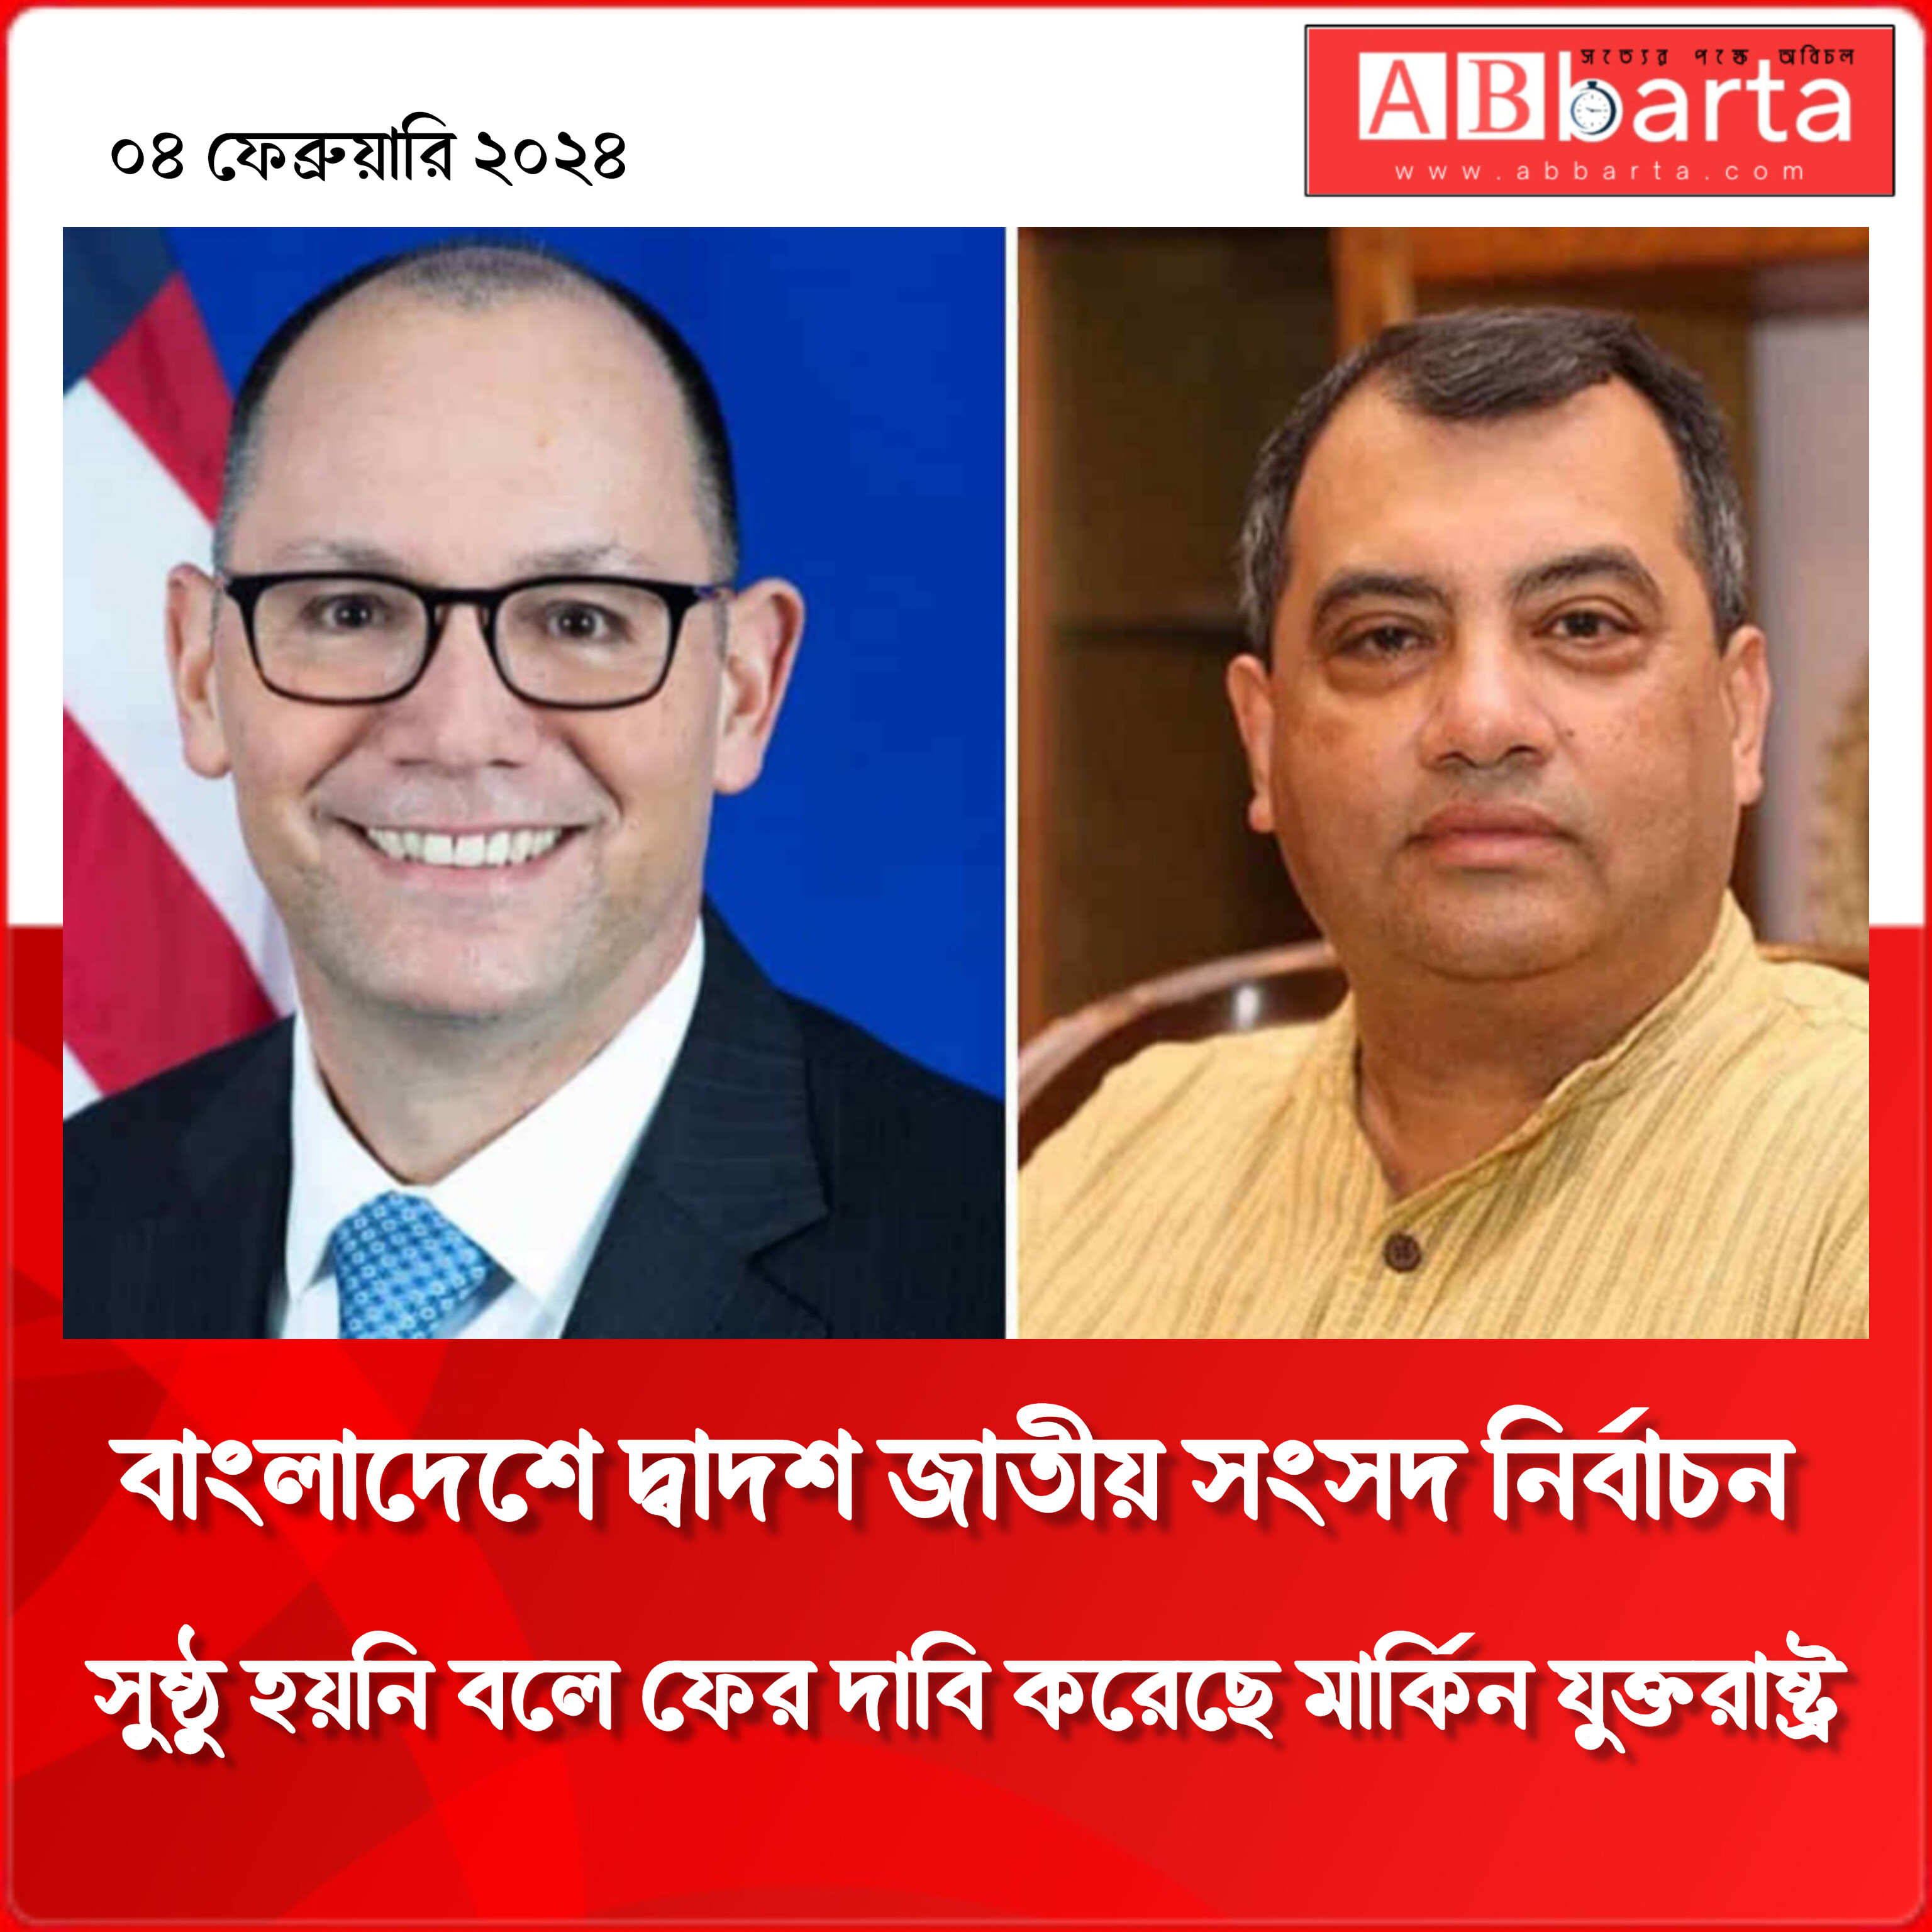 সত্যের পক্ষে অবিচল
ABbarta
www.abbarta.com
০৪ ফেব্রুয়ারি ২০২৪
বাংলাদেশে দ্বাদশ জাতীয় সংসদ নির্বাচন
সুষ্ঠু হয়নি বলে ফের দাবি করেছে মার্কিন যুক্তরাষ্ট্র